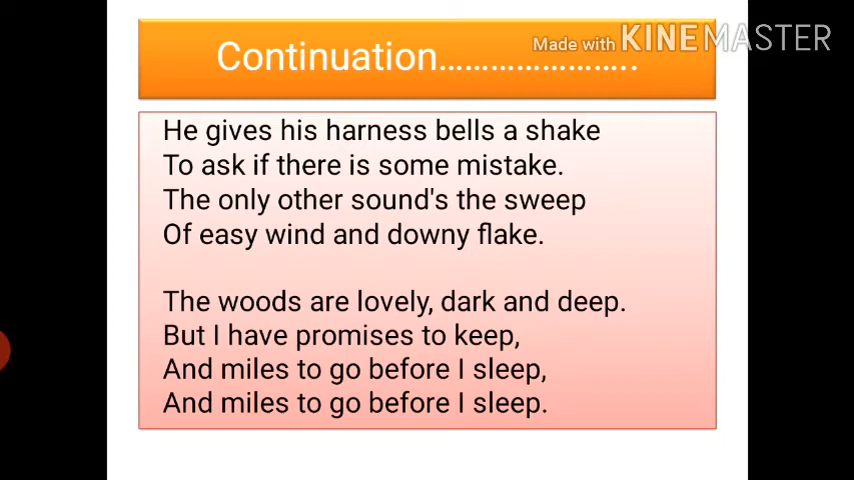 Continuation…………………..
Made with KINEMASTER
He gives his harness bells a shake
To ask if there is some mistake.
The only other sound's the sweep
Of easy wind and downy flake.
The woods are lovely, dark and deep.
But I have promises to keep,
And miles to go before I sleep,
And miles to go before I sleep.